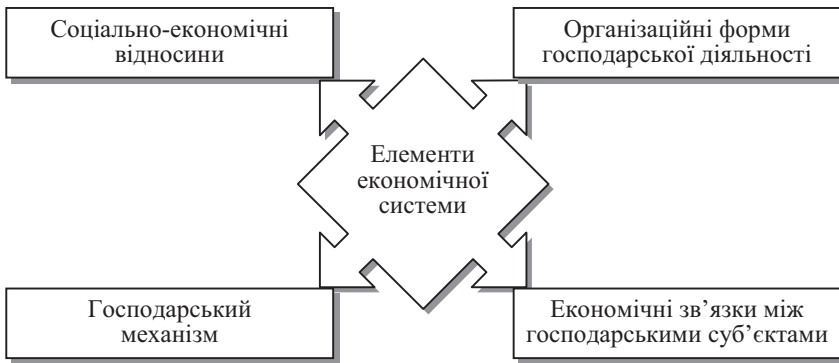 Соціально-економічні
відносини
Організаційні форми
господарської діяльності
Елементи
економічної
системи
Господарський
механізм
Економічні зв’язки між
господарськими суб’єктами